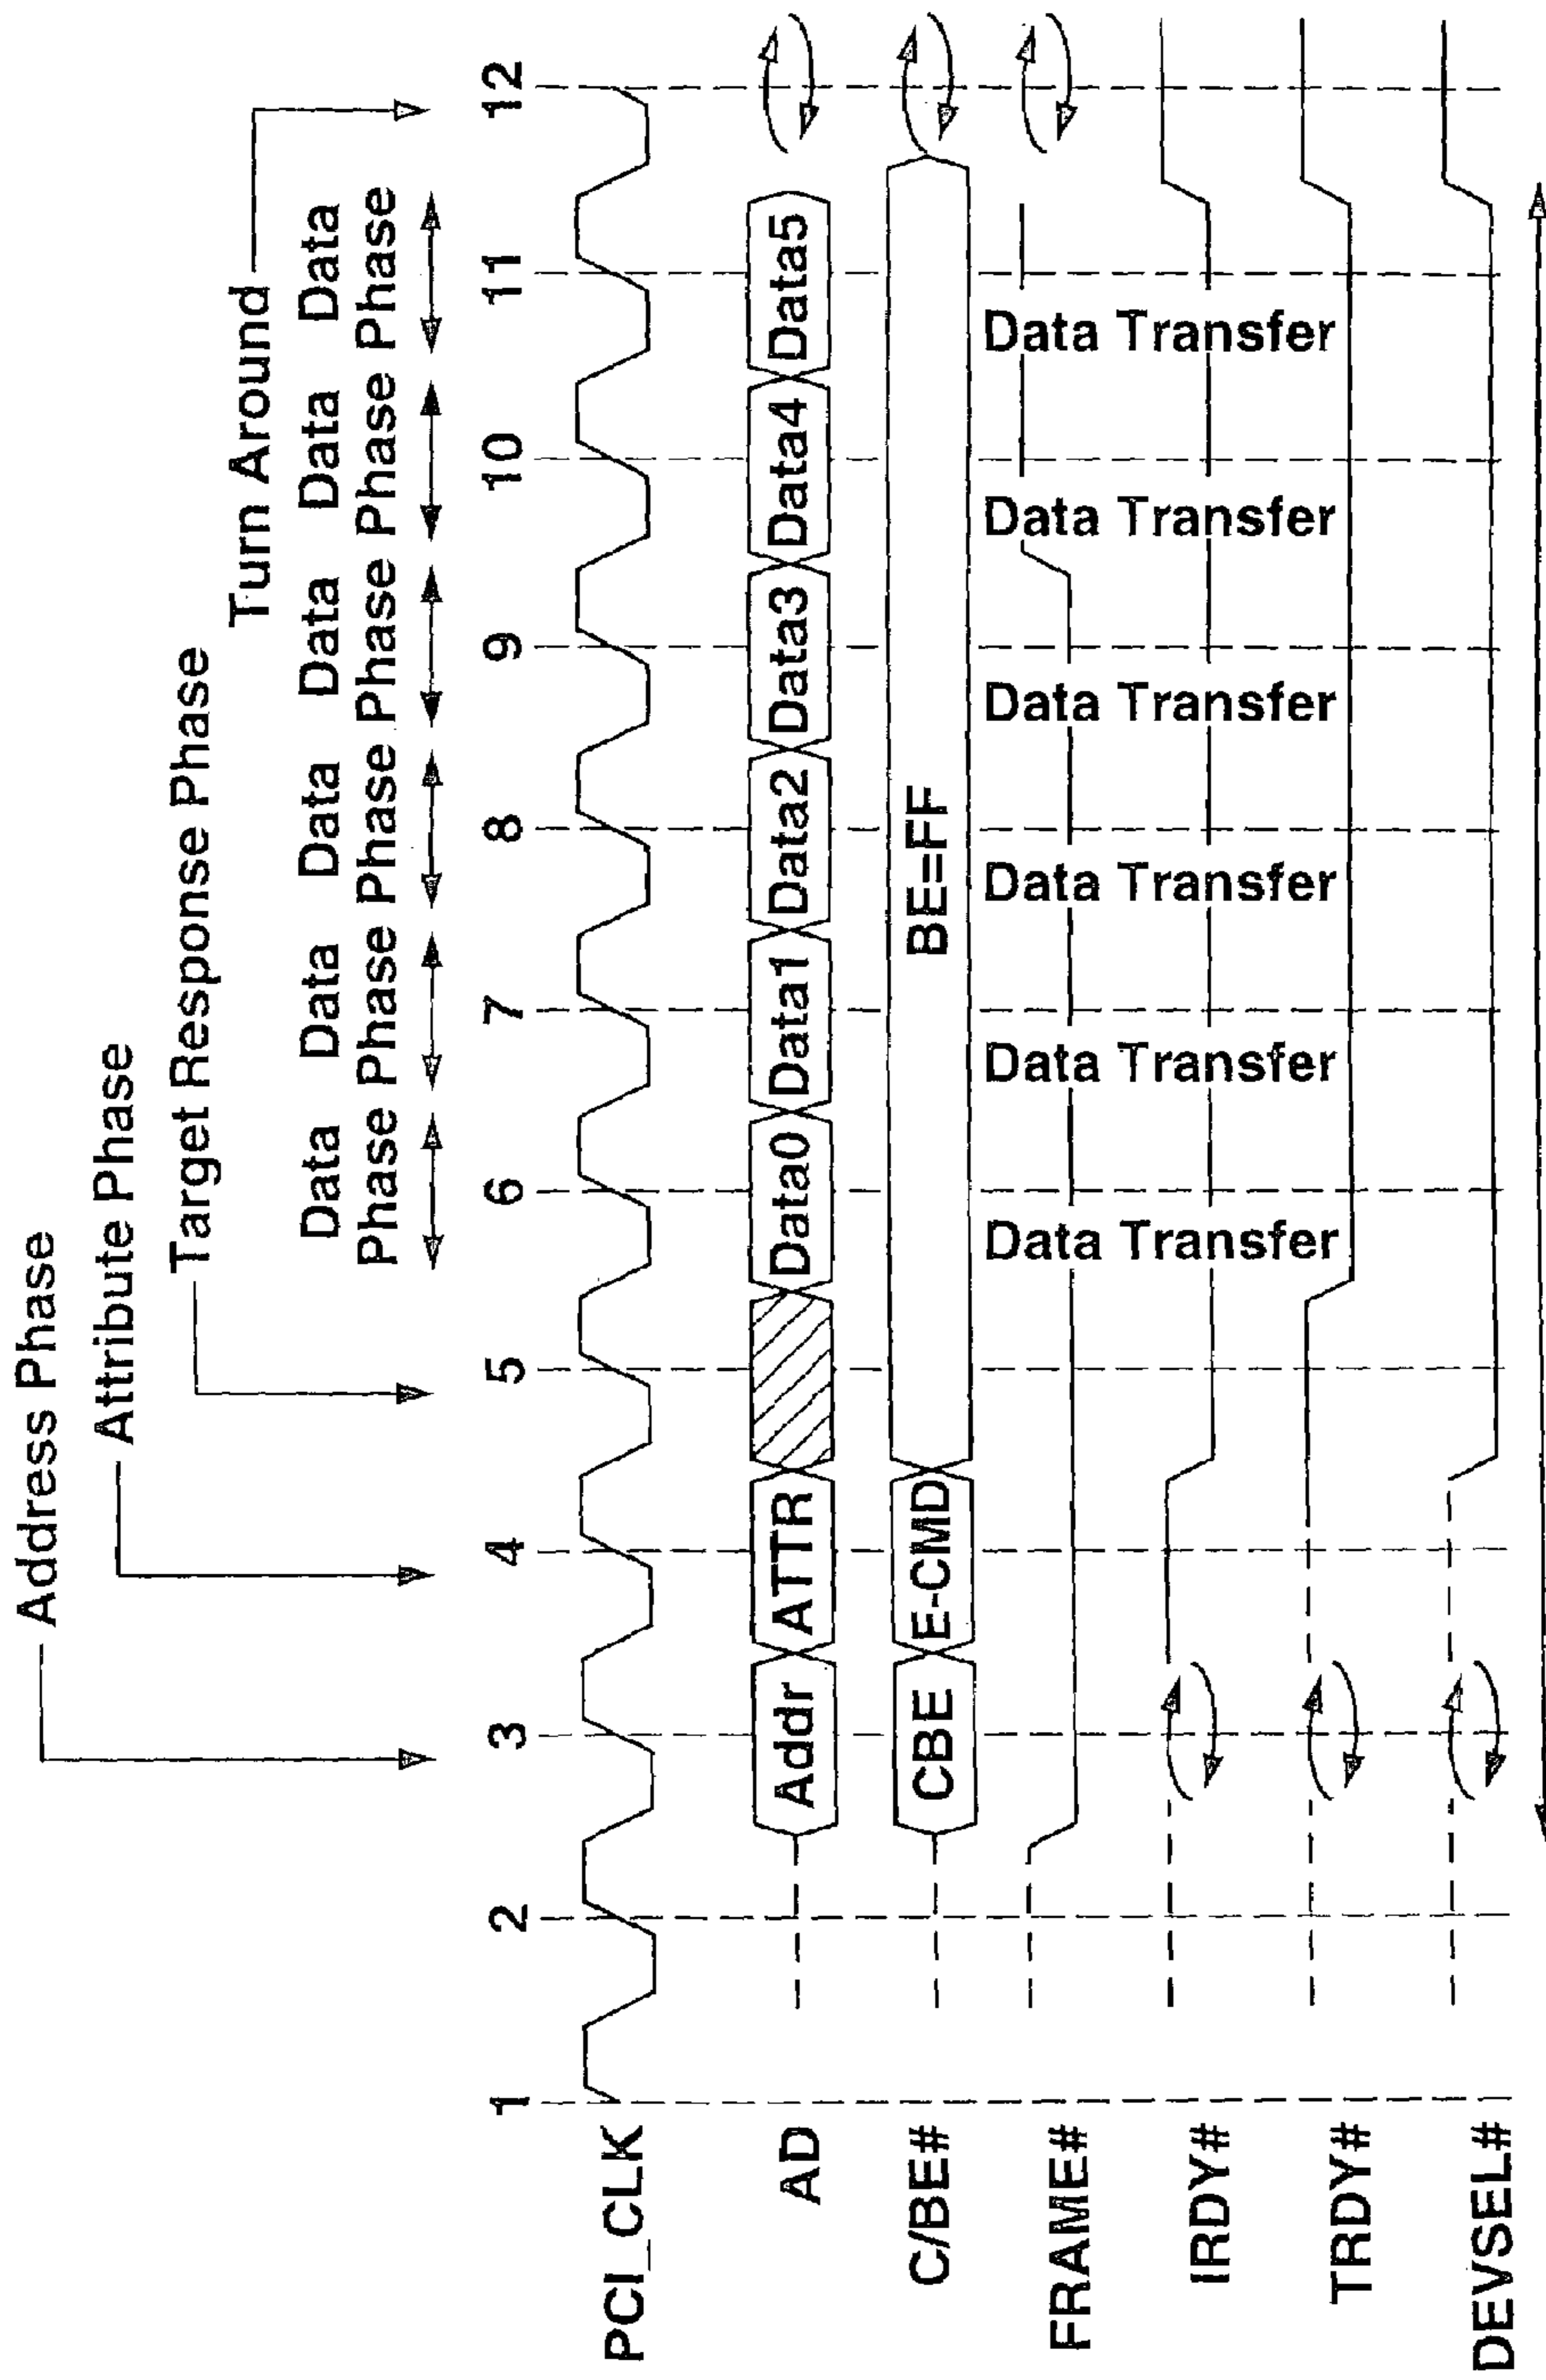 Address Phase
Attribute Phase
Target Response Phase
Turn Around
Data Data Data Data Data Data
Phase Phase Phase Phase Phase Phase
1 2 3 4 5 6 7 8 9 10 11 12
PCI_CLK
AD Addr ATTR Data0 Data1 Data2 Data3 Data4 Data5
C/BE# CBE E-CMD BE=FF
FRAME#
Data Transfer Data Transfer Data Transfer Data Transfer Data Transfer Data Transfer
IRDY#
TRDY#
DEVSEL#